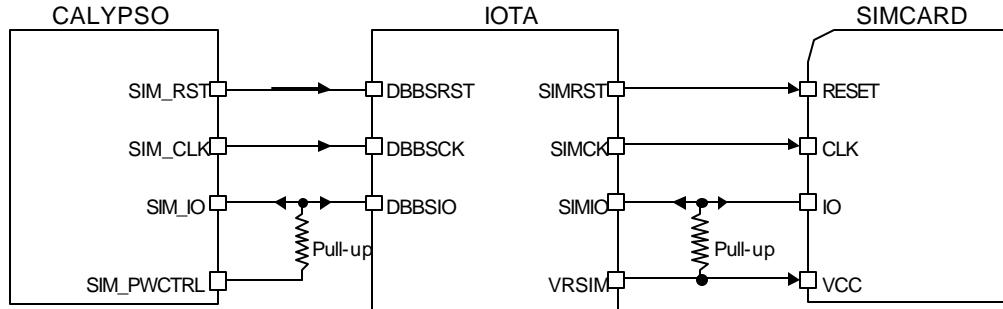 CALYPSO IOTA SIMCARD
SIM_RST DBBSRST SIMRST RESET
SIM_CLK DBBSCK SIMCK CLK
SIM_IO DBBSIO SIMIO IO
Pull-up Pull-up
SIM_PWCTRL VRSIM VCC